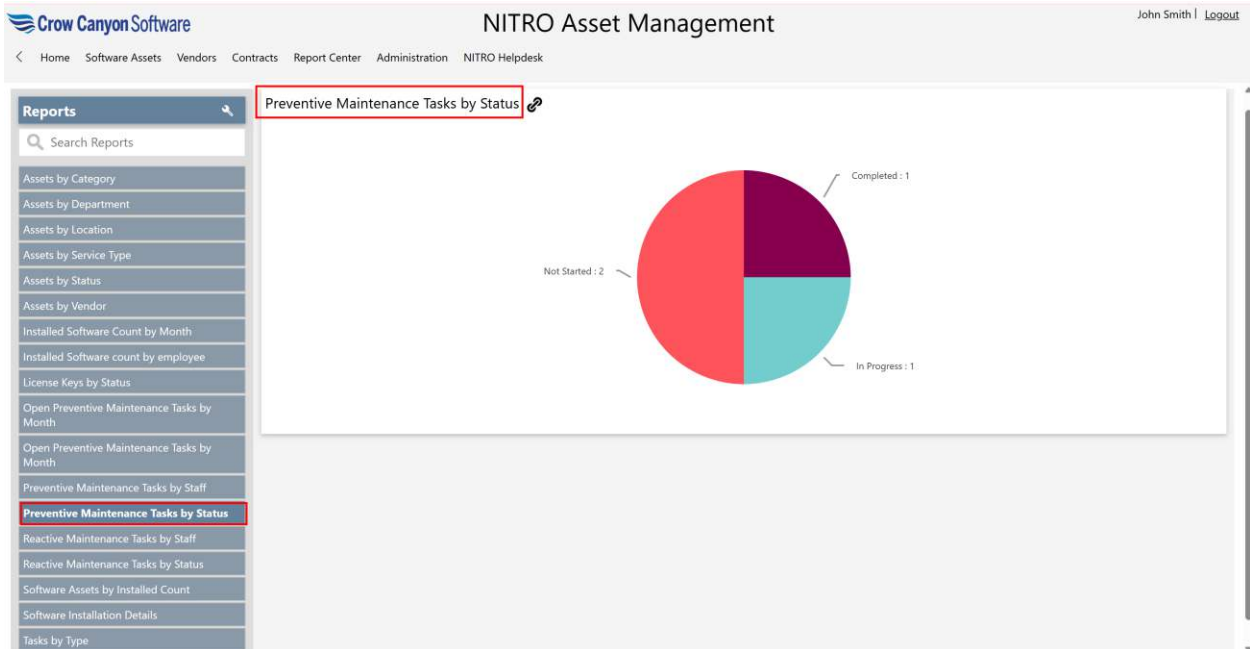 Crow Canyon Software
NITRO Asset Management
John Smith | Logout
< Home Software Assets Vendors Contracts Report Center Administration NITRO Helpdesk
Reports
Search Reports
Assets by Category
Assets by Department
Assets by Location
Assets by Service Type
Assets by Status
Assets by Vendor
Installed Software Count by Month
Installed Software count by employee
License Keys by Status
Open Preventive Maintenance Tasks by
Month
Open Preventive Maintenance Tasks by
Month
Preventive Maintenance Tasks by Staff
Preventive Maintenance Tasks by Status
Reactive Maintenance Tasks by Staff
Reactive Maintenance Tasks by Status
Software Assets by Installed Count
Software Installation Details
Tasks by Type
Preventive Maintenance Tasks by Status
Completed : 1
Not Started : 2
In Progress : 1